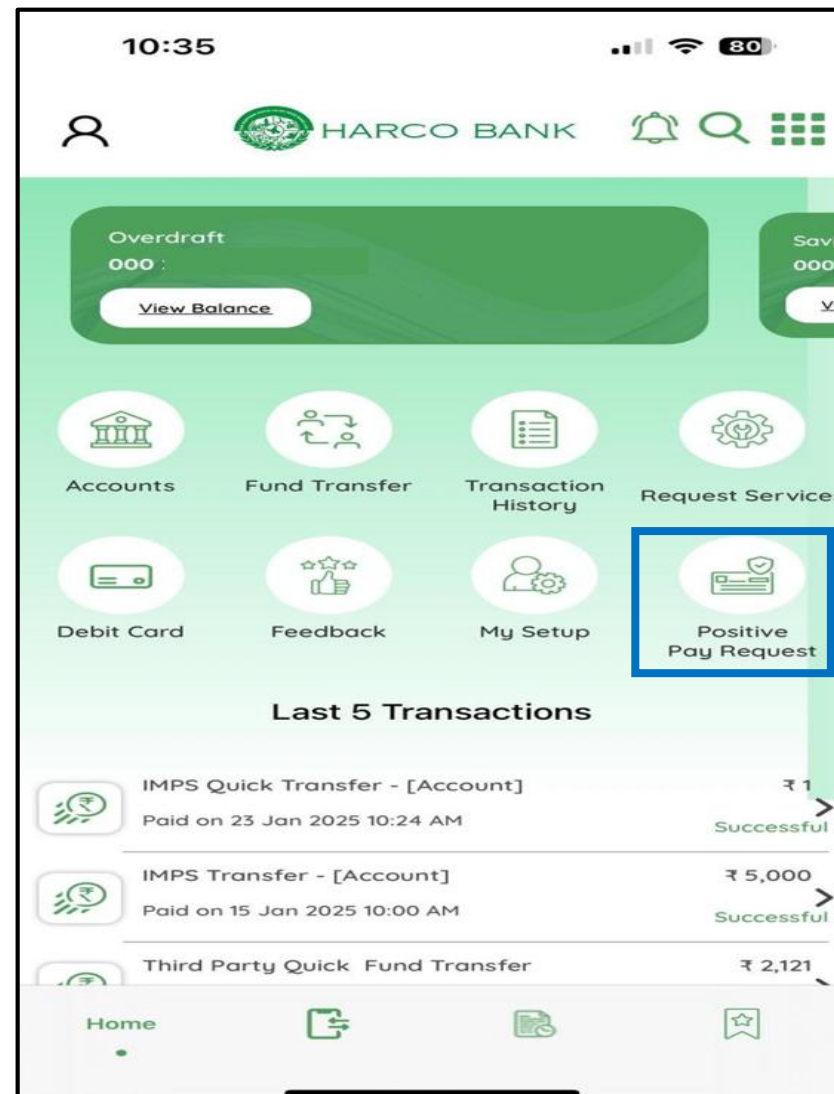 10:35
80
HARCO BANK
Overdraft
000
View Balance
Sav
000
V
Accounts
Fund Transfer
Transaction
History
Request Service
Debit Card
Feedback
My Setup
Positive
Pay Request
Last 5 Transactions
IMPS Quick Transfer - [Account]
₹ 1
Paid on 23 Jan 2025 10:24 AM
Successful
IMPS Transfer - [Account]
₹ 5,000
Paid on 15 Jan 2025 10:00 AM
Successful
Third Party Quick Fund Transfer
₹ 2,121
Home